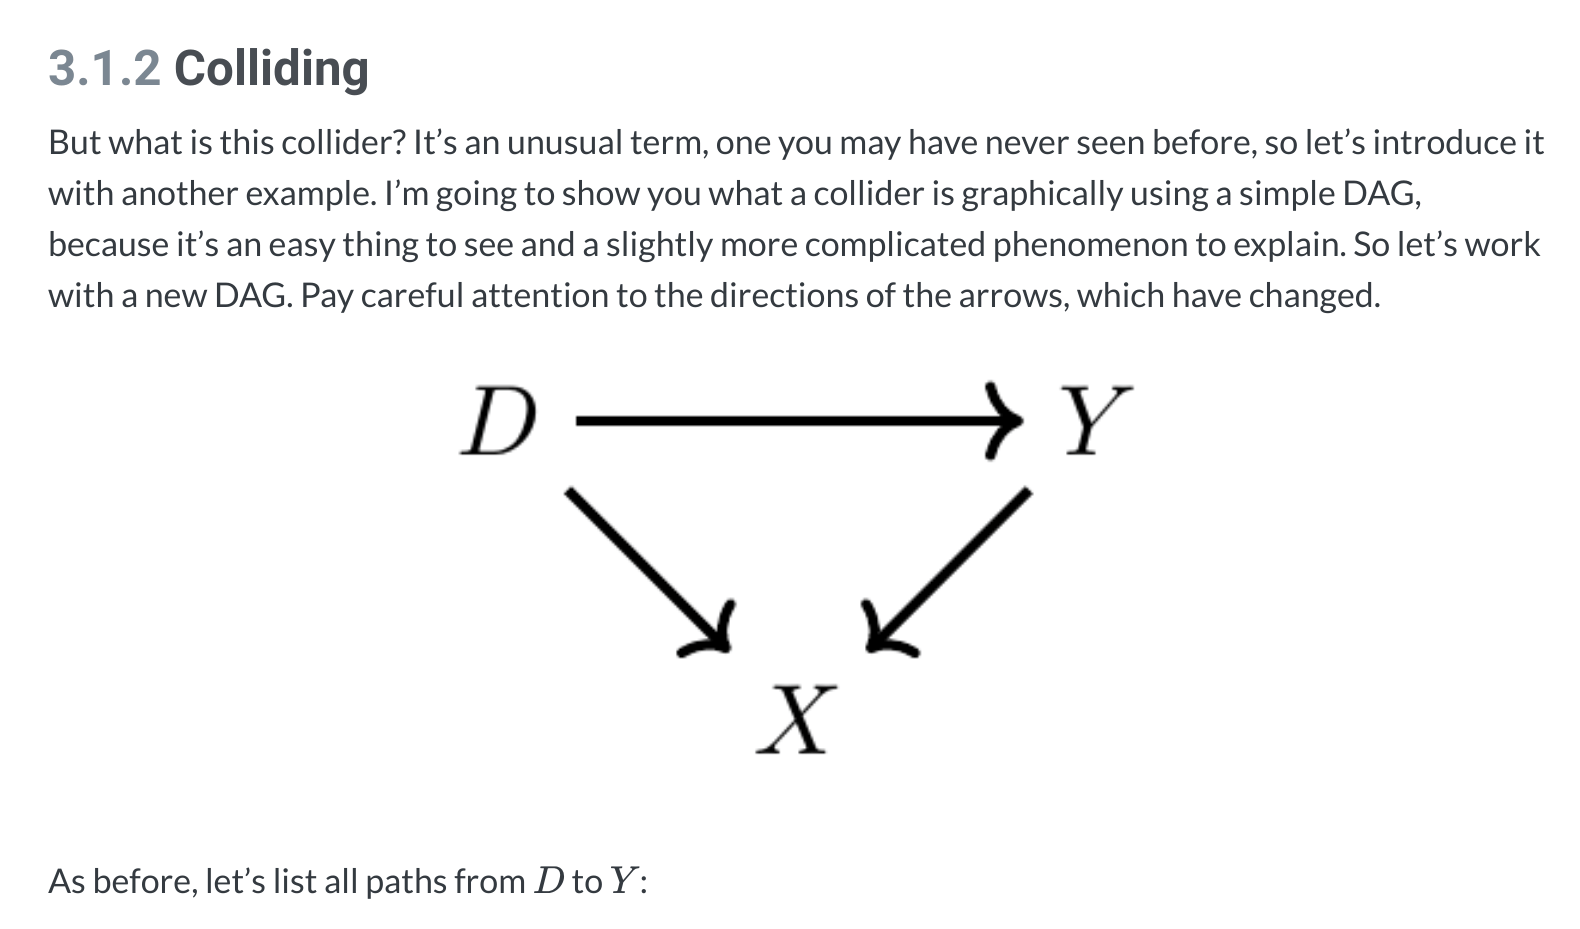 3.1.2 Colliding
But what is this collider? It’s an unusual term, one you may have never seen before, so let’s introduce it
with another example. I’m going to show you what a collider is graphically using a simple DAG,
because it’s an easy thing to see and a slightly more complicated phenomenon to explain. So let’s work
with a new DAG. Pay careful attention to the directions of the arrows, which have changed.
D Y
X
As before, let’s list all paths from D to Y: